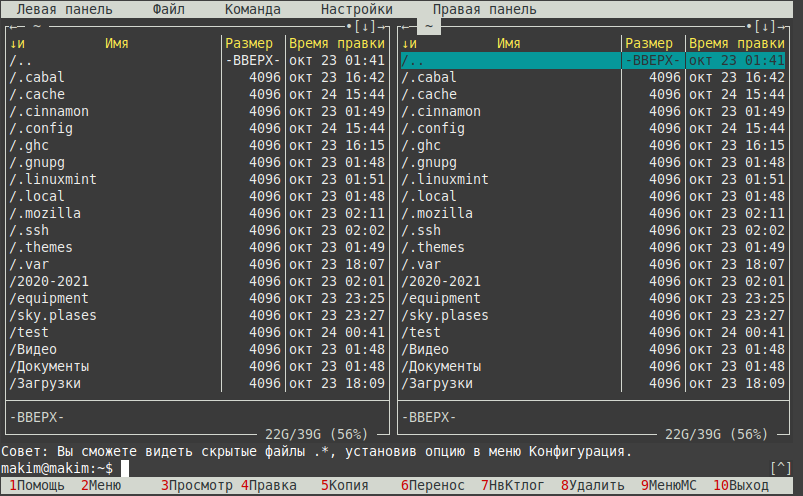 Левая панель Файл Команда Настройки Правая панель
←─ ~ •[↓]→ ←─ ~ •[↓]→
↓и Имя Размер Время правки ↓и Имя Размер Время правки
/.. -ВВЕРХ- окт 23 01:41 /.. -ВВЕРХ- окт 23 01:41
/.cabal 4096 окт 23 16:42 /.cabal 4096 окт 23 16:42
/.cache 4096 окт 24 15:44 /.cache 4096 окт 24 15:44
/.cinnamon 4096 окт 23 01:49 /.cinnamon 4096 окт 23 01:49
/.config 4096 окт 24 15:44 /.config 4096 окт 24 15:44
/.ghc 4096 окт 23 16:15 /.ghc 4096 окт 23 16:15
/.gnupg 4096 окт 23 01:48 /.gnupg 4096 окт 23 01:48
/.linuxmint 4096 окт 23 01:51 /.linuxmint 4096 окт 23 01:51
/.local 4096 окт 23 01:48 /.local 4096 окт 23 01:48
/.mozilla 4096 окт 23 02:11 /.mozilla 4096 окт 23 02:11
/.ssh 4096 окт 23 02:02 /.ssh 4096 окт 23 02:02
/.themes 4096 окт 23 01:49 /.themes 4096 окт 23 01:49
/.var 4096 окт 23 18:07 /.var 4096 окт 23 18:07
/2020-2021 4096 окт 23 02:01 /2020-2021 4096 окт 23 02:01
/equipment 4096 окт 23 23:25 /equipment 4096 окт 23 23:25
/sky.plases 4096 окт 23 23:27 /sky.plases 4096 окт 23 23:27
/test 4096 окт 24 00:41 /test 4096 окт 24 00:41
/Видео 4096 окт 23 01:48 /Видео 4096 окт 23 01:48
/Документы 4096 окт 23 01:48 /Документы 4096 окт 23 01:48
/Загрузки 4096 окт 23 18:09 /Загрузки 4096 окт 23 18:09
-ВВЕРХ- -ВВЕРХ-
22G/39G (56%) 22G/39G (56%)
Совет: Вы сможете видеть скрытые файлы .*, установив опцию в меню Конфигурация.
makim@makim:~$ [^]
1Помощь 2Меню 3Просмотр 4Правка 5Копия 6Перенос 7НвКтлог 8Удалить 9МенюМС 10Выход